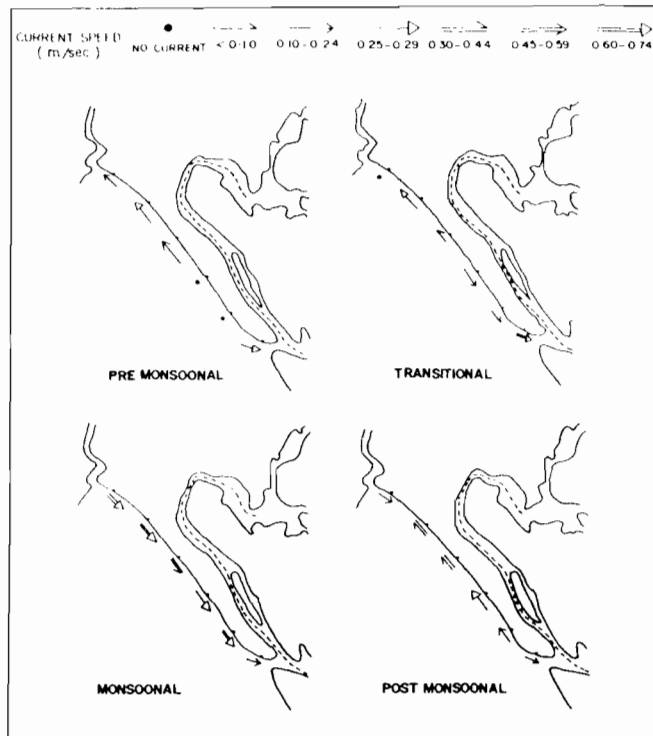 CURRENT SPEED
( m/sec )
NO CURRENT
< 0·10
0.10 - 0.24
0.25 - 0.29
0.30 - 0.44
0.45 - 0.59
0.60 - 0.74
PRE MONSOONAL
TRANSITIONAL
MONSOONAL
POST MONSOONAL